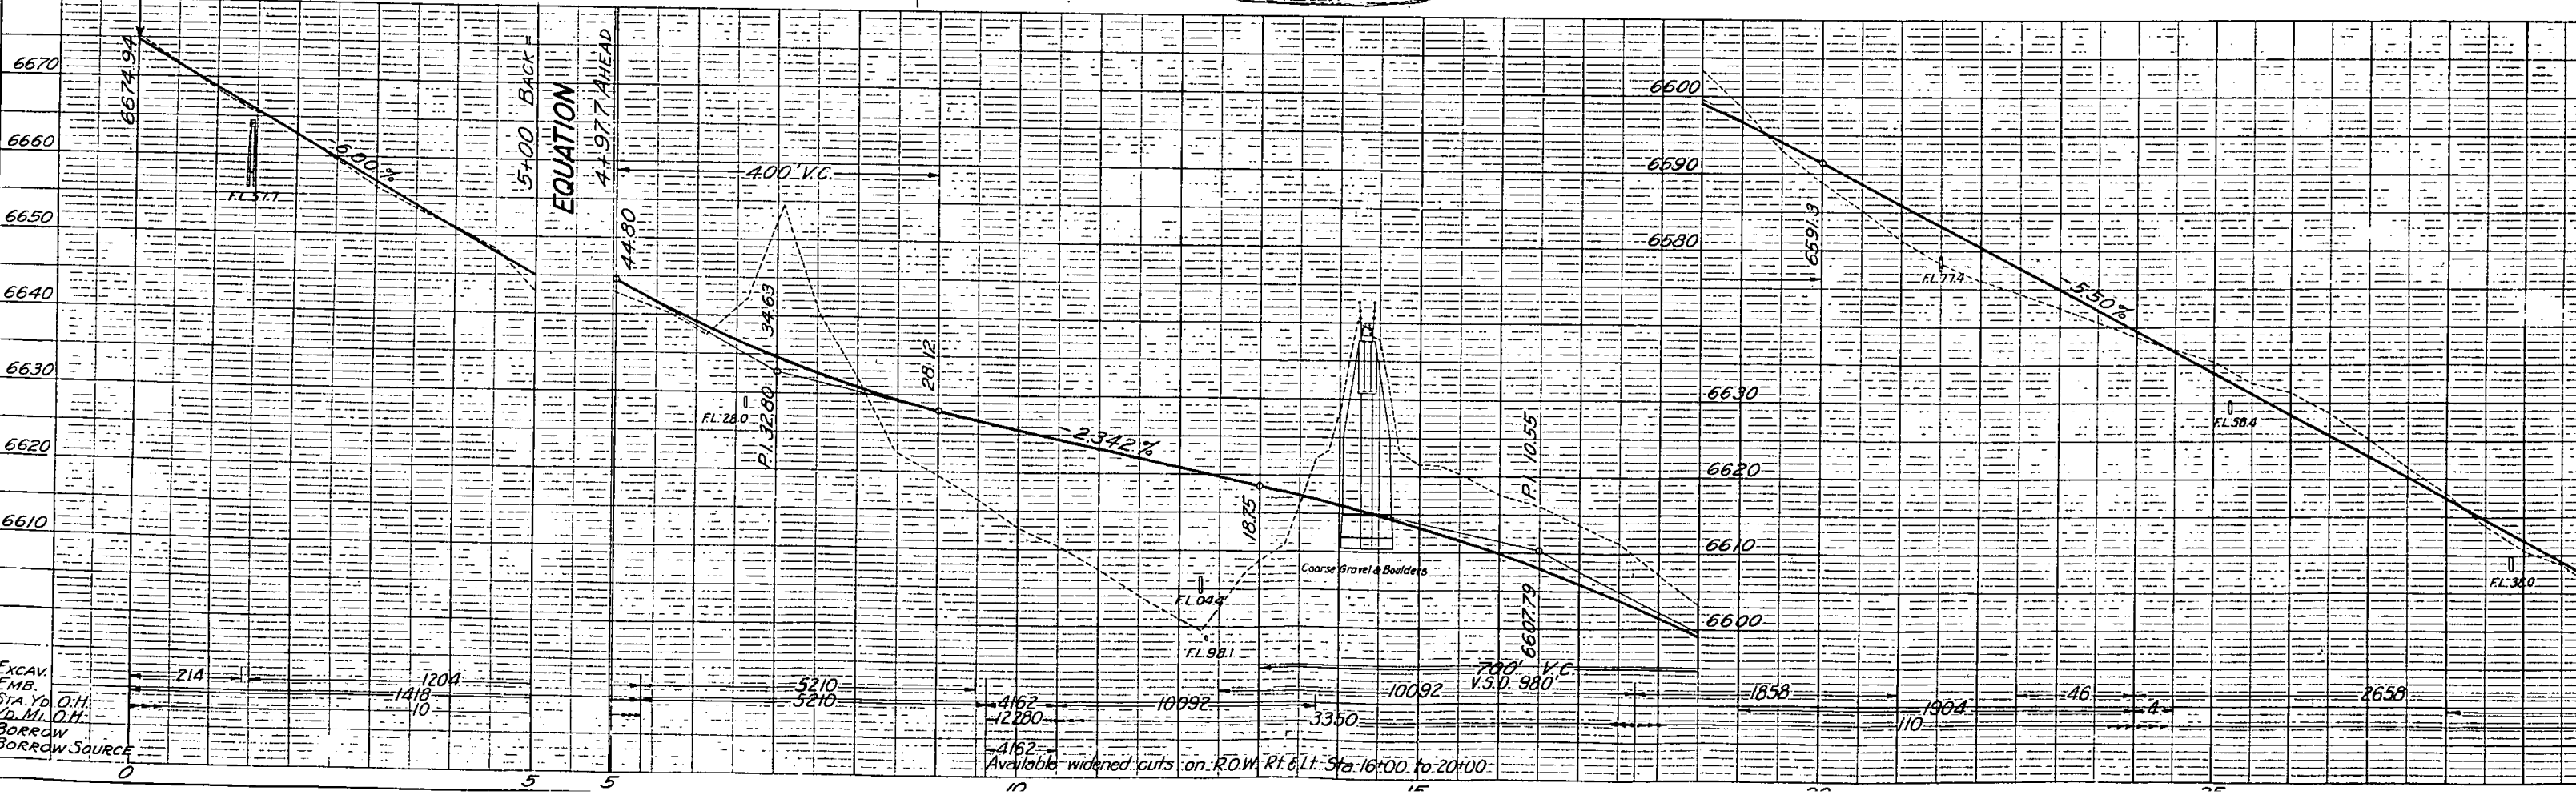 6670
6660
6650
6640
6630
6620
6610
6674.94
-6.00%
F.L.57.7
5+00 BACK =
EQUATION
4+97.7 AHEAD
400' V.C.
44.80
34.63
P.I. 32.80
F.L. 28.0
28.12
-2.342%
18.75
F.L. 04.4
F.L. 98.1
Coarse Gravel & Boulders
P.I. 10.55
6607.79
700' V.C.
V.S.D. 980'
6600
6590
6580
6630
6620
6610
6600
6591.3
F.L. 77.4
-5.50%
F.L. 58.4
F.L. 38.0
EXCAV.
EMB.
STA. YD. O.H.
YD. MI. O.H.
BORROW
BORROW SOURCE
214
1204
1418
10
5210
5210
4162
12280
4162
10092
3350
10092
1858
1904
110
46
4
2658
Available widened cuts on R.O.W. Rt. & Lt. Sta. 16+00 to 20+00
0
5
5
10
15
20
25